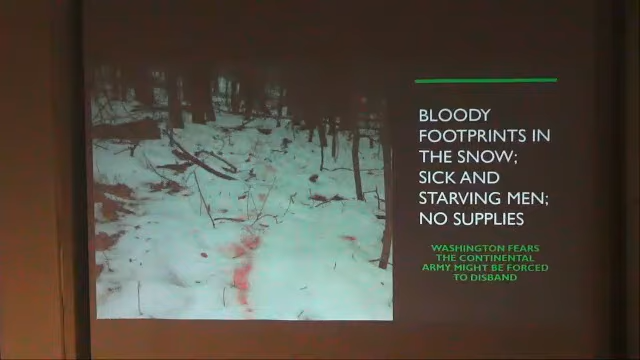 BLOODY
FOOTPRINTS IN
THE SNOW;
SICK AND
STARVING MEN;
NO SUPPLIES
WASHINGTON FEARS
THE CONTINENTAL
ARMY MIGHT BE FORCED
TO DISBAND